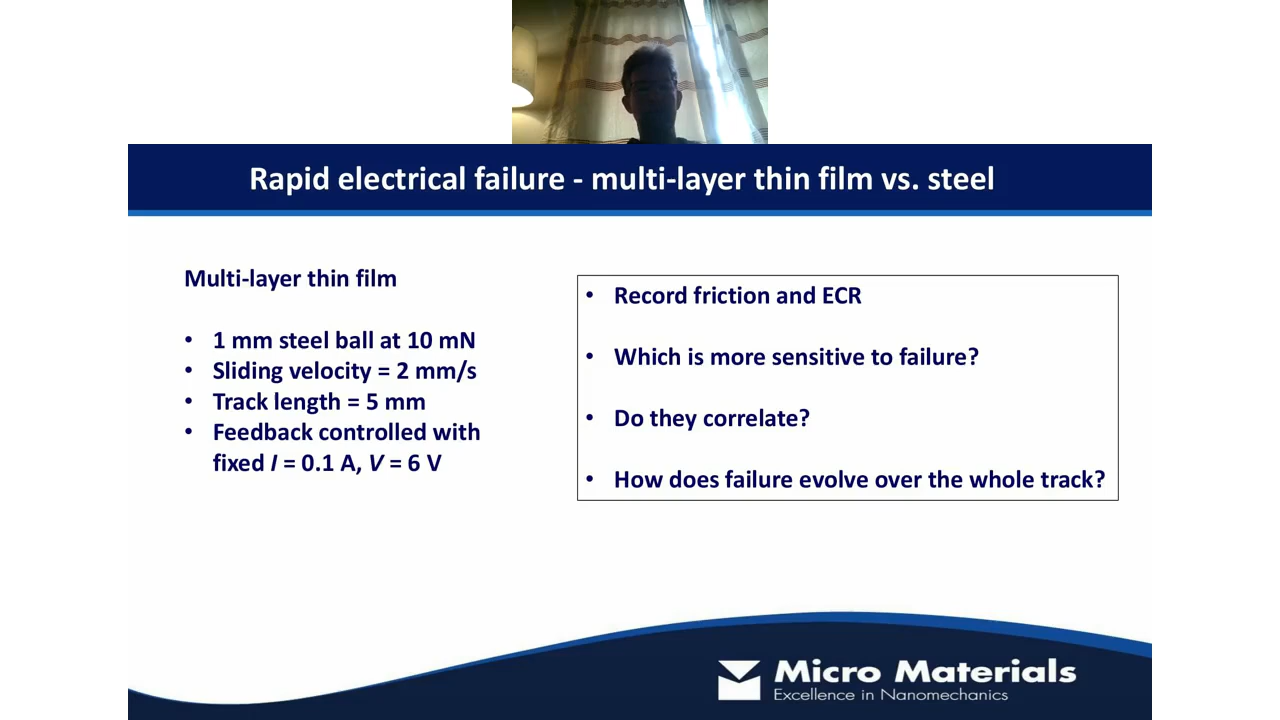 Rapid electrical failure - multi-layer thin film vs. steel
Multi-layer thin film
• 1 mm steel ball at 10 mN
• Sliding velocity = 2 mm/s
• Track length = 5 mm
• Feedback controlled with
fixed I = 0.1 A, V = 6 V
• Record friction and ECR
• Which is more sensitive to failure?
• Do they correlate?
• How does failure evolve over the whole track?
Micro Materials
Excellence in Nanomechanics